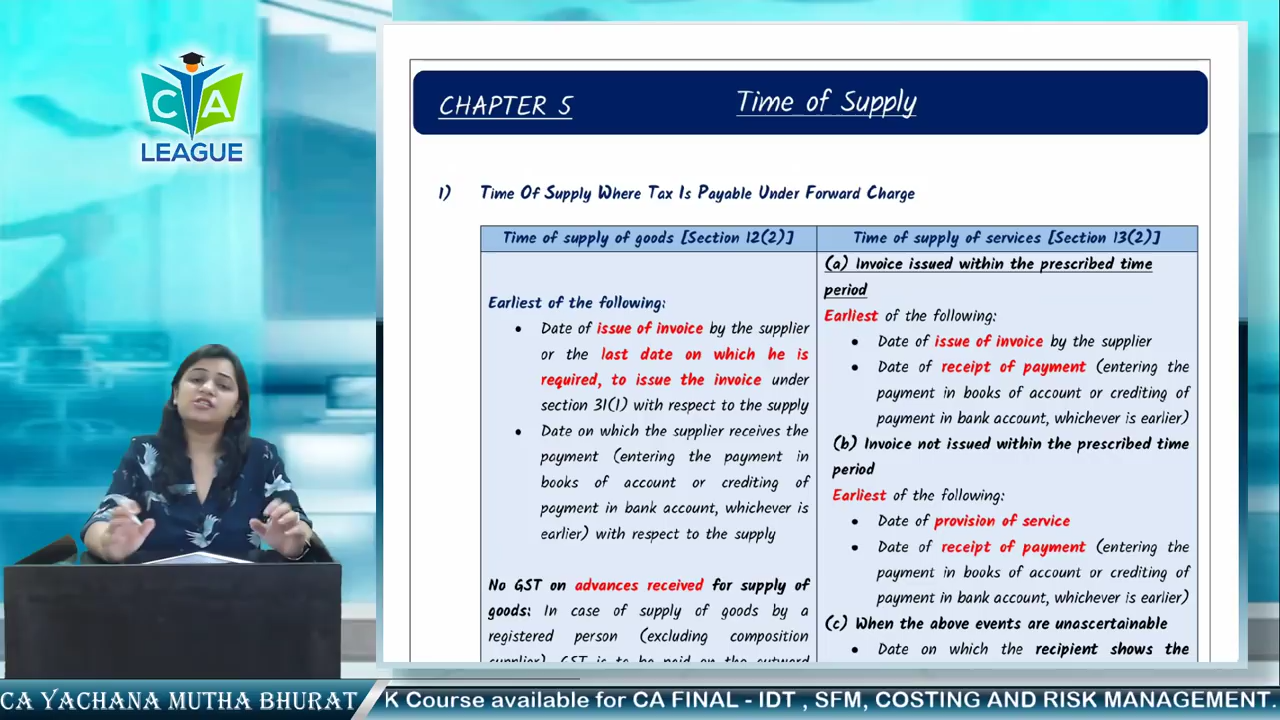 CA
LEAGUE
CHAPTER 5
Time of Supply
1) Time Of Supply Where Tax Is Payable Under Forward Charge
Time of supply of goods [Section 12(2)]
Earliest of the following:
• Date of issue of invoice by the supplier
or the last date on which he is
required, to issue the invoice under
section 31(1) with respect to the supply
• Date on which the supplier receives the
payment (entering the payment in
books of account or crediting of
payment in bank account, whichever is
earlier) with respect to the supply
No GST on advances received for supply of
goods: In case of supply of goods by a
registered person (excluding composition
supplier), GST is to be paid on the outward
Time of supply of services [Section 13(2)]
(a) Invoice issued within the prescribed time
period
Earliest of the following:
• Date of issue of invoice by the supplier
• Date of receipt of payment (entering the
payment in books of account or crediting of
payment in bank account, whichever is earlier)
(b) Invoice not issued within the prescribed time
period
Earliest of the following:
• Date of provision of service
• Date of receipt of payment (entering the
payment in books of account or crediting of
payment in bank account, whichever is earlier)
(c) When the above events are unascertainable
• Date on which the recipient shows the
CA YACHANA MUTHA BHURAT
K Course available for CA FINAL - IDT , SFM, COSTING AND RISK MANAGEMENT.